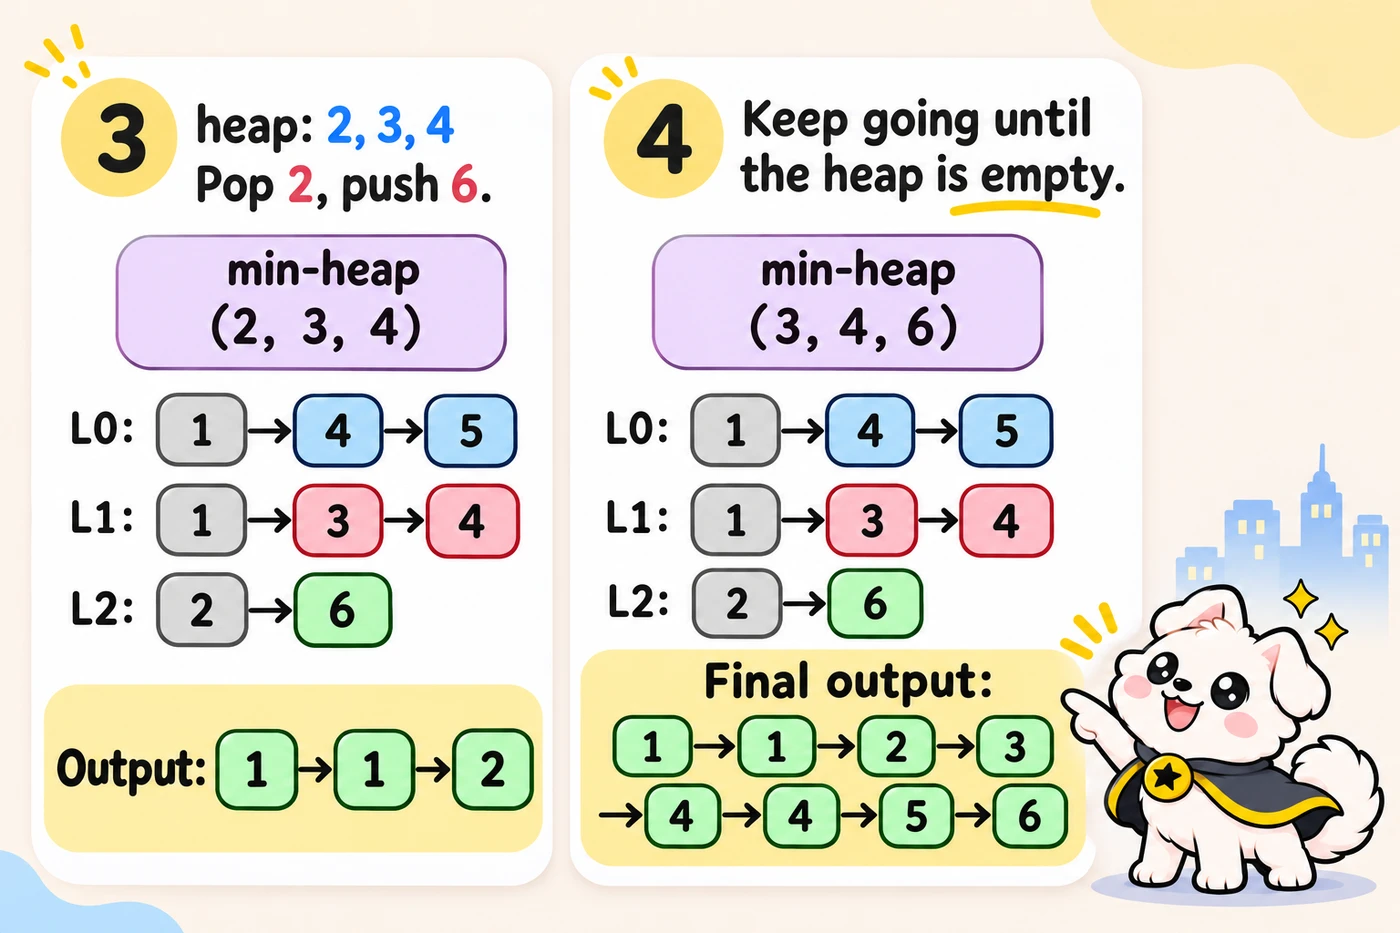 3
heap: 2, 3, 4
Pop 2, push 6.
min-heap
(2, 3, 4)
L0: 1 → 4 → 5
L1: 1 → 3 → 4
L2: 2 → 6
Output: 1 → 1 → 2
4
Keep going until
the heap is empty.
min-heap
(3, 4, 6)
L0: 1 → 4 → 5
L1: 1 → 3 → 4
L2: 2 → 6
Final output:
1 → 1 → 2 → 3
→ 4 → 4 → 5 → 6